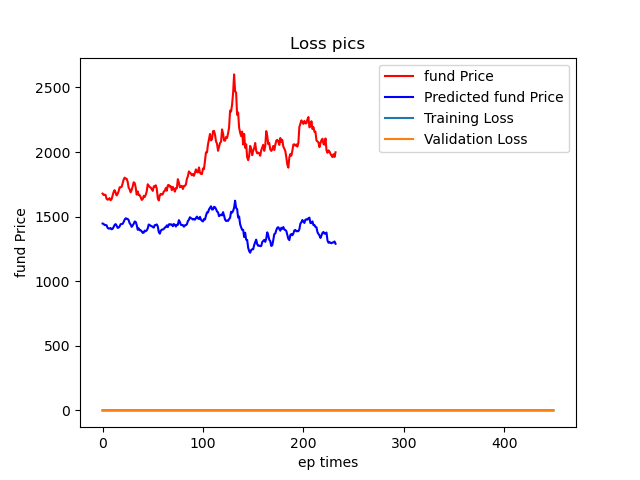 Loss pics
fund Price
Predicted fund Price
Training Loss
Validation Loss
2500
2000
1500
1000
500
0
fund Price
0 100 200 300 400
ep times